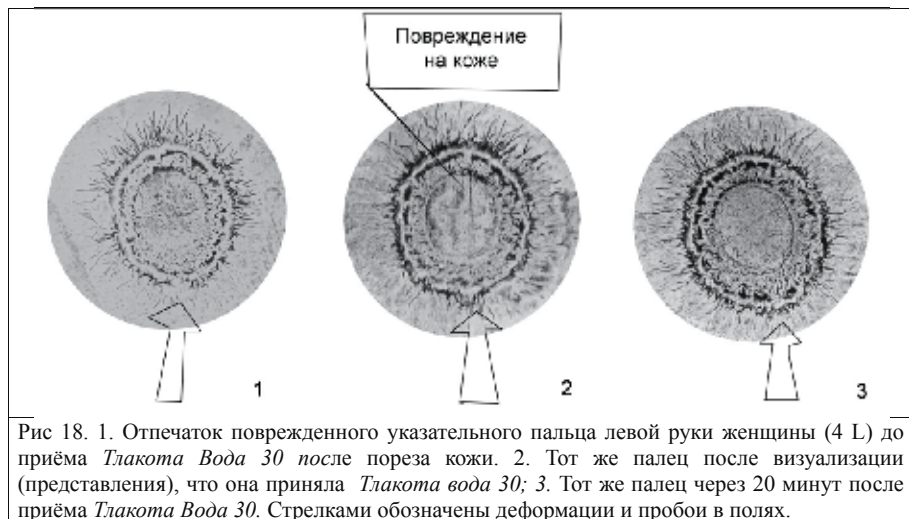 Повреждение
на коже
1
2
3
Рис 18. 1. Отпечаток поврежденного указательного пальца левой руки женщины (4 L) до
приёма Тлакота Вода 30 после пореза кожи. 2. Тот же палец после визуализации
(представления), что она приняла Тлакота вода 30; 3. Тот же палец через 20 минут после
приёма Тлакота Вода 30. Стрелками обозначены деформации и пробои в полях.